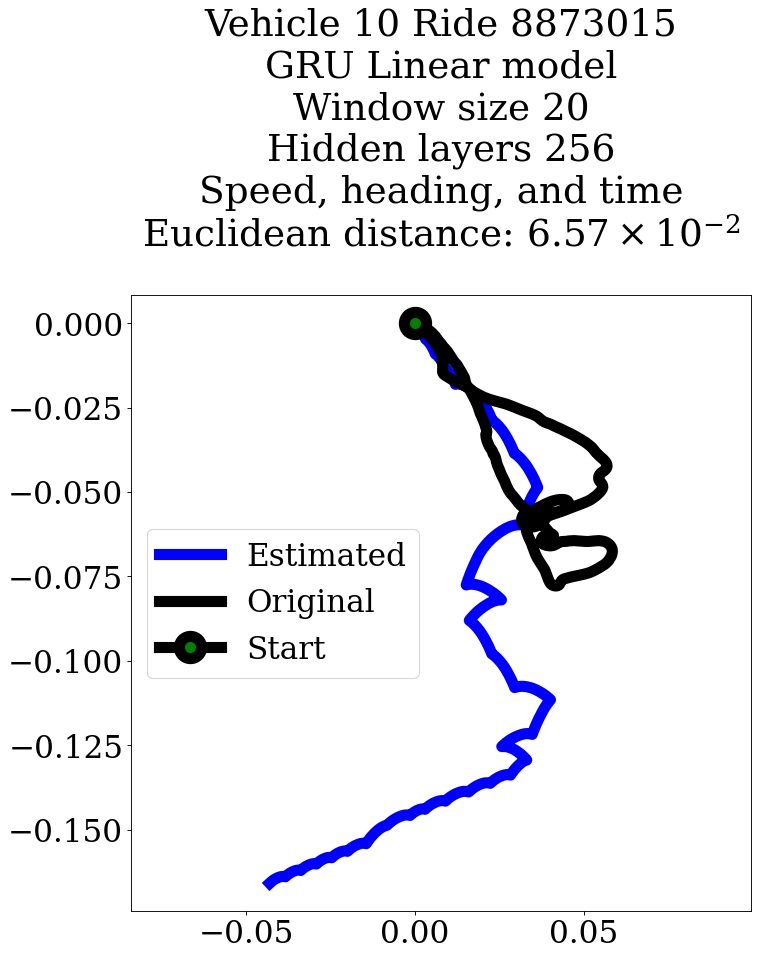 Vehicle 10 Ride 8873015
GRU Linear model
Window size 20
Hidden layers 256
Speed, heading, and time
Euclidean distance: 6.57 × 10⁻²
0.000
−0.025
−0.050
−0.075
−0.100
−0.125
−0.150
Estimated
Original
Start
−0.05 0.00 0.05